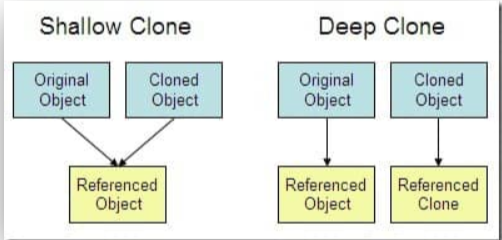 Shallow Clone
Deep Clone
Original
Object
Cloned
Object
Original
Object
Cloned
Object
Referenced
Object
Referenced
Object
Referenced
Clone